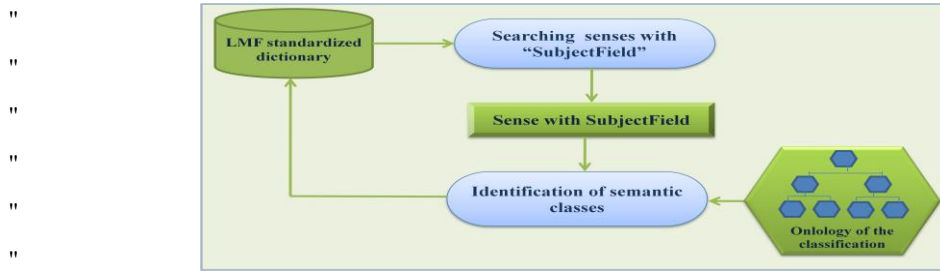 "
"
"
"
"
"
LMF standardized
dictionary
Searching senses with
“SubjectField”
Sense with SubjectField
Identification of semantic
classes
Onlology of the
classification